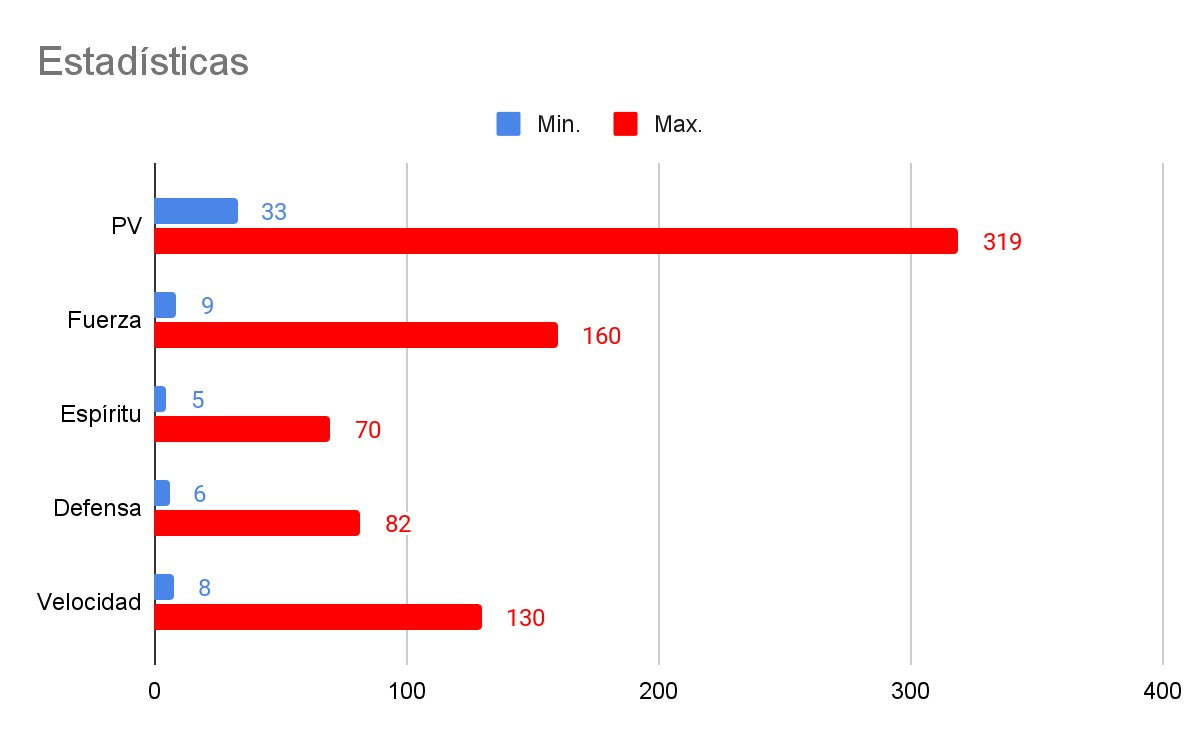 Estadísticas
Min. Max.
PV 33
319
Fuerza 9
160
Espíritu 5
70
Defensa 6
82
Velocidad 8
130
0 100 200 300 400